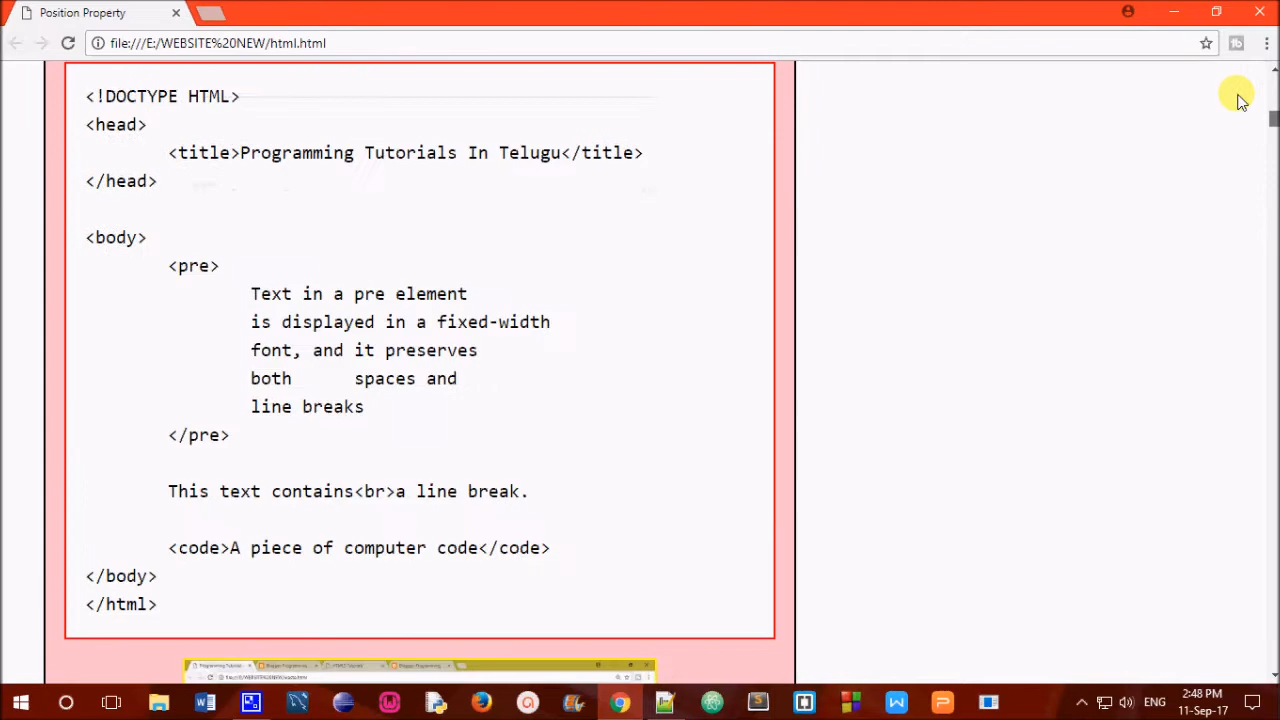 Position Property
file:///E:/WEBSITE%20NEW/html.html
<!DOCTYPE HTML>
<head>
<title>Programming Tutorials In Telugu</title>
</head>
<body>
<pre>
Text in a pre element
is displayed in a fixed-width
font, and it preserves
both spaces and
line breaks
</pre>
This text contains<br>a line break.
<code>A piece of computer code</code>
</body>
</html>
ENG
2:48 PM
11-Sep-17